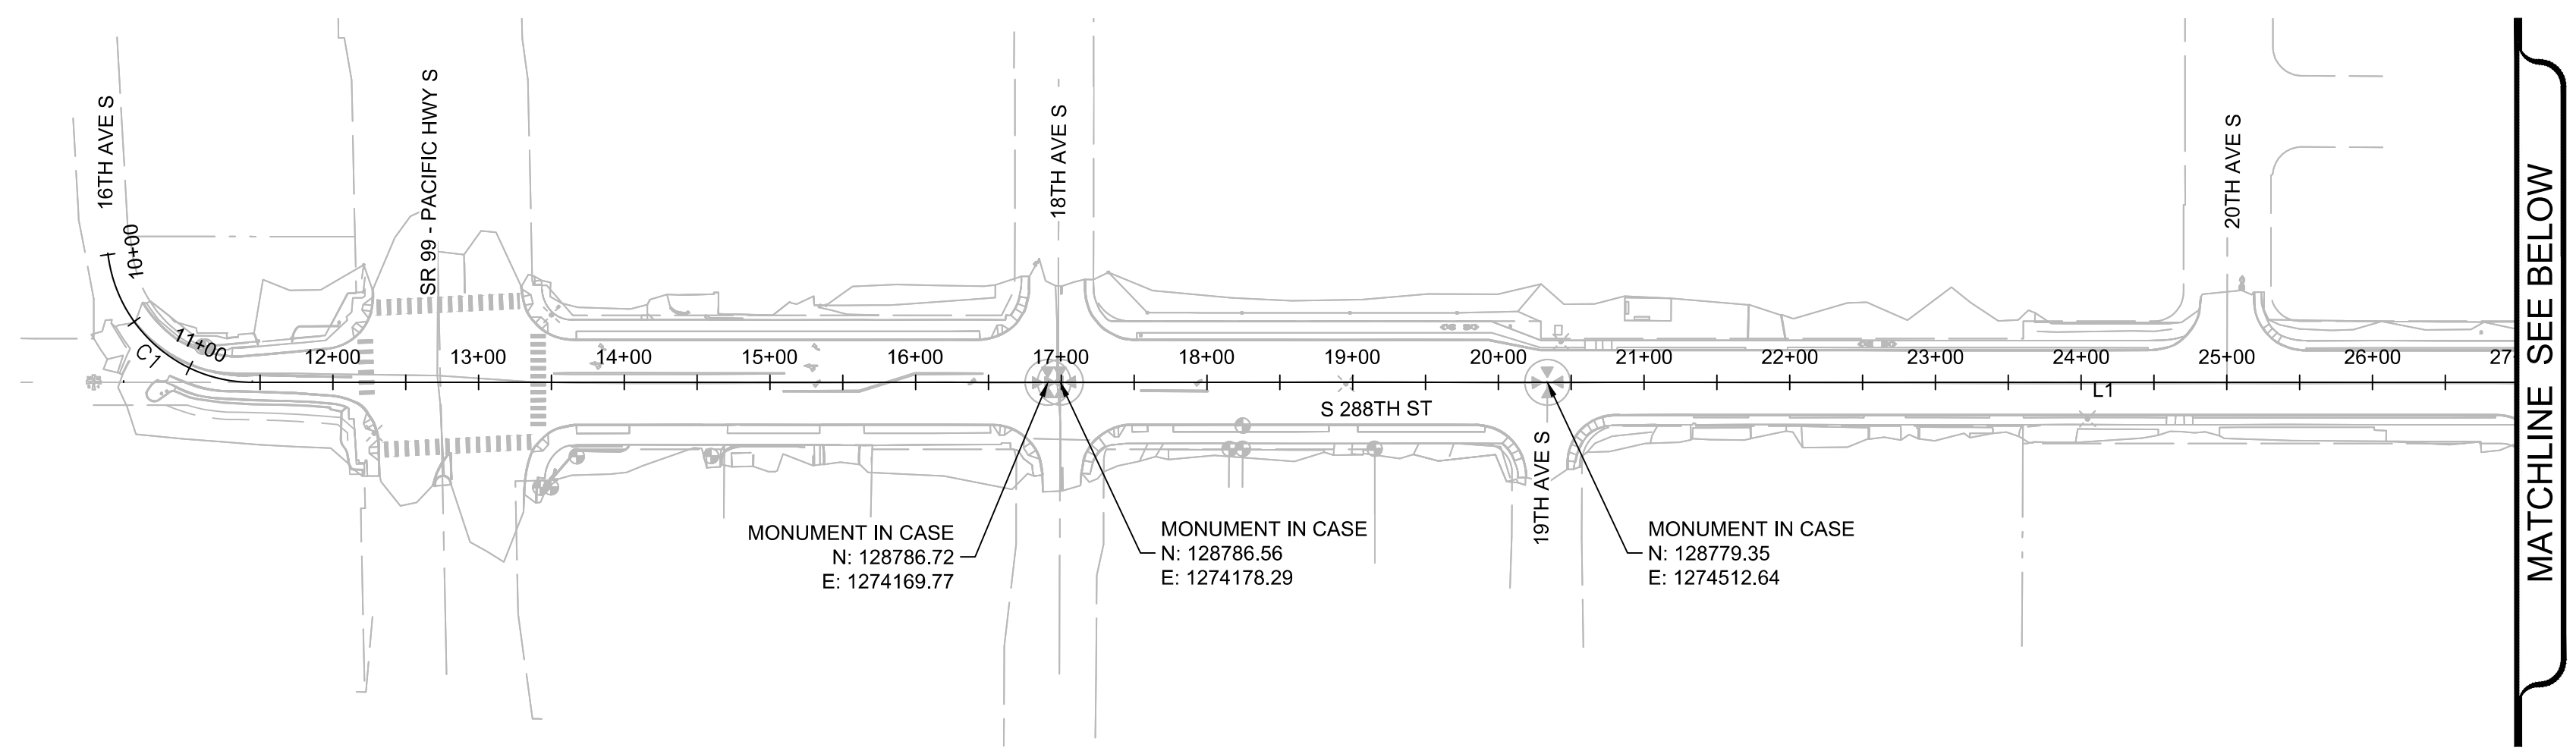 16TH AVE S
SR 99 - PACIFIC HWY S
18TH AVE S
20TH AVE S
10+00
11+00
C1
12+00
13+00
14+00
15+00
16+00
17+00
18+00
19+00
20+00
21+00
22+00
23+00
24+00
25+00
26+00
27
L1
S 288TH ST
19TH AVE S
MONUMENT IN CASE
N: 128786.72
E: 1274169.77
MONUMENT IN CASE
N: 128786.56
E: 1274178.29
MONUMENT IN CASE
N: 128779.35
E: 1274512.64
MATCHLINE SEE BELOW